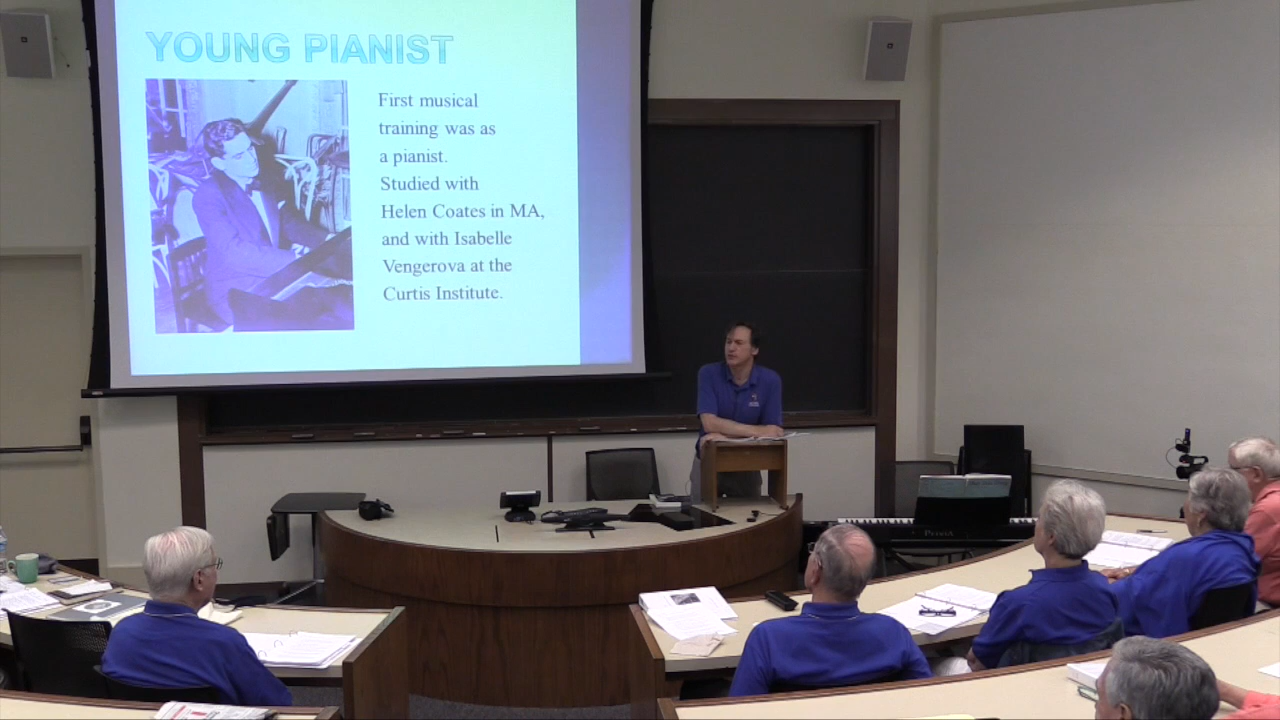 YOUNG PIANIST
First musical
training was as
a pianist.
Studied with
Helen Coates in MA,
and with Isabelle
Vengerova at the
Curtis Institute.